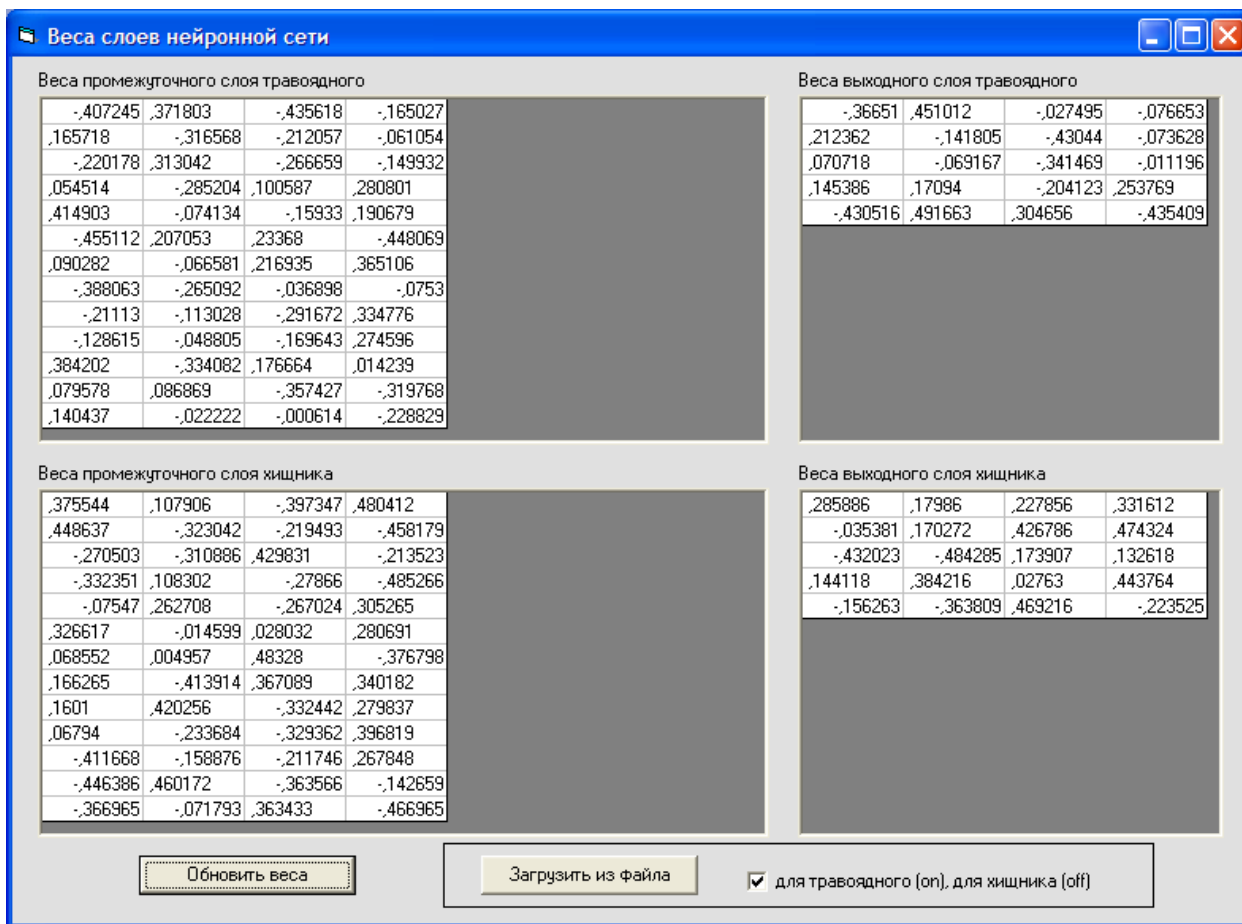 Веса слоев нейронной сети
Веса промежуточного слоя травоядного
-,407245 ,371803 -,435618 -,165027
,165718 -,316568 -,212057 -,061054
-,220178 ,313042 -,266659 -,149932
,054514 -,285204 ,100587 ,280801
,414903 -,074134 -,15933 ,190679
-,455112 ,207053 ,23368 -,448069
,090282 -,066581 ,216935 ,365106
-,388063 -,265092 -,036898 -,0753
-,21113 -,113028 -,291672 ,334776
-,128615 -,048805 -,169643 ,274596
,384202 -,334082 ,176664 ,014239
,079578 ,086869 -,357427 -,319768
,140437 -,022222 -,000614 -,228829
Веса выходного слоя травоядного
-,36651 ,451012 -,027495 -,076653
,212362 -,141805 -,43044 -,073628
,070718 -,069167 -,341469 -,011196
,145386 ,17094 -,204123 ,253769
-,430516 ,491663 ,304656 -,435409
Веса промежуточного слоя хищника
,375544 ,107906 -,397347 ,480412
,448637 -,323042 -,219493 -,458179
-,270503 -,310886 ,429831 -,213523
-,332351 ,108302 -,27866 -,485266
-,07547 ,262708 -,267024 ,305265
,326617 -,014599 ,028032 ,280691
,068552 ,004957 ,48328 -,376798
,166265 -,413914 ,367089 ,340182
,1601 ,420256 -,332442 ,279837
,06794 -,233684 -,329362 ,396819
-,411668 -,158876 -,211746 ,267848
-,446386 ,460172 -,363566 -,142659
-,366965 -,071793 ,363433 -,466965
Веса выходного слоя хищника
,285886 ,17986 ,227856 ,331612
-,035381 ,170272 ,426786 ,474324
-,432023 -,484285 ,173907 ,132618
,144118 ,384216 ,02763 ,443764
-,156263 -,363809 ,469216 -,223525
Обновить веса
Загрузить из файла
для травоядного (on), для хищника (off)